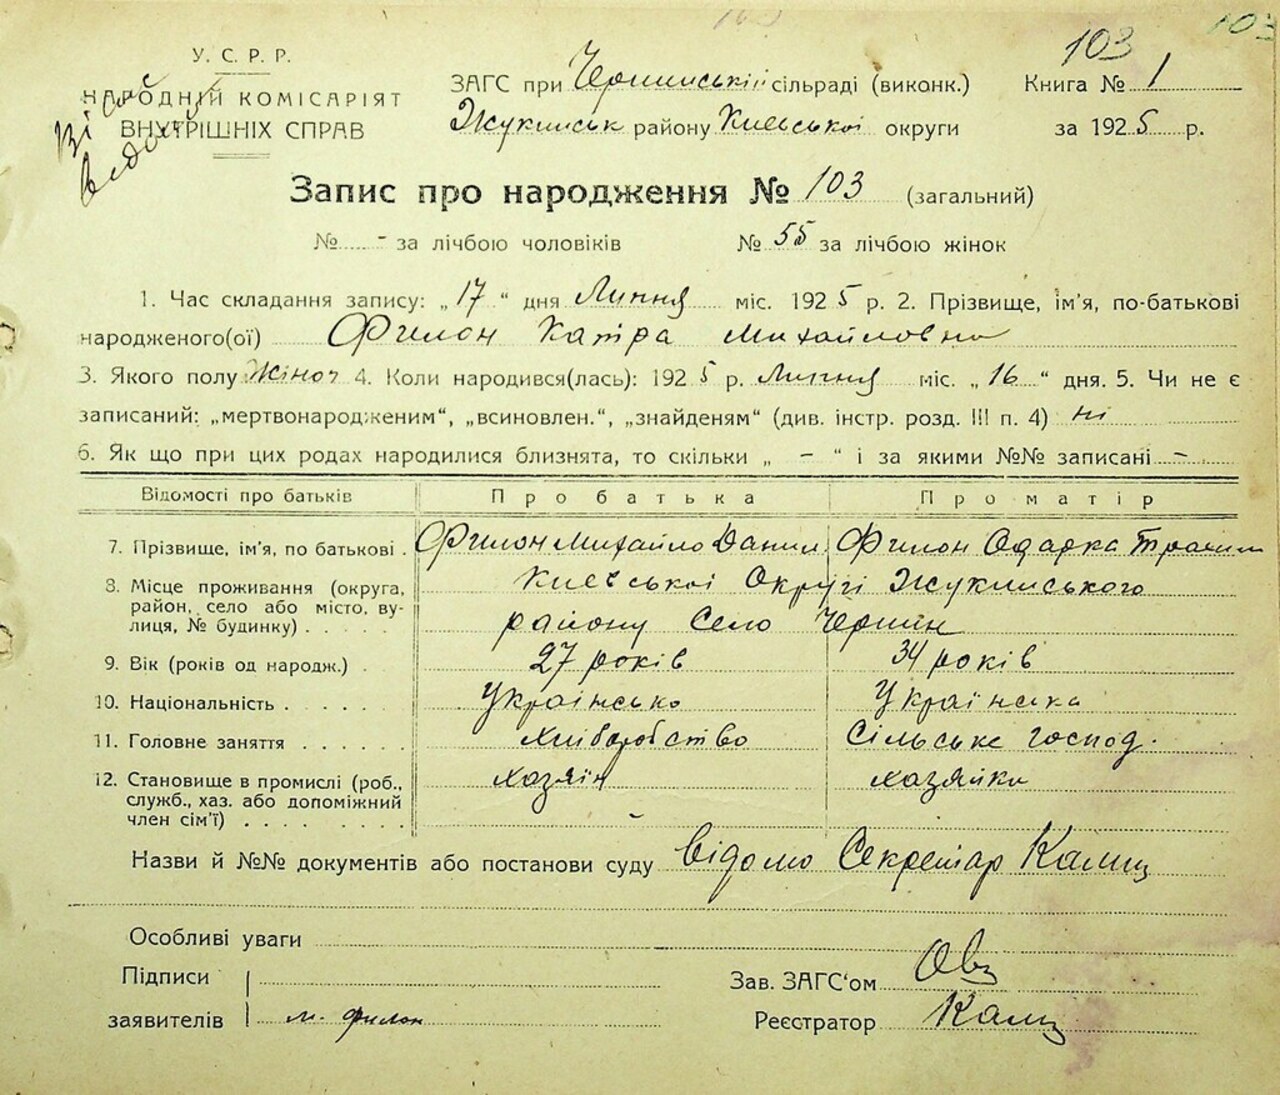 103
103
У. С. Р. Р.
НАРОДНІЙ КОМІСАРІЯТ
ВНУТРІШНІХ СПРАВ
ЗАГС при Чернинській сільраді (виконк.)
Жукинськ району Київської округи
Книга № 1
за 1925 р.
Запис про народження № 103 (загальний)
№ - за лічбою чоловіків № 55 за лічбою жінок
1. Час складання запису: „17“ дня Липня міс. 1925 р. 2. Прізвище, ім'я, по-батькові
народженого(ої) Филон Катра Михайловна
3. Якого полу Жіноч 4. Коли народився(лась): 1925 р. Липня міс. „16“ дня. 5. Чи не є
записаний: „мертвонародженим“, „всиновлен.“, „знайденям“ (див. інстр. розд. III п. 4) ні
6. Як що при цих родах народилися близнята, то скільки „ – “ і за якими №№ записані –
Відомості про батьків Про батька Про матір
7. Прізвище, ім'я, по батькові . Филон Михайло Данил Филон Одарка
8. Місце проживання (округа, Київської Округі Жукинського
район, село або місто, ву-
лиця, № будинку) . . . . . району Село Чернін
9. Вік (років од народж.) . 27 років 34 років
10. Національність . . . . . Українсько Українська
11. Головне заняття . . . . . . хліборобство Сільське господ.
12. Становище в промислі (роб., хазяїн хазяйка
служб., хаз. або допоміжний
член сім'ї) . . . . . . . . –
Назви й №№ документів або постанови суду Відомо Секретар
Особливі уваги
Підписи
заявителів м. филон
Зав. ЗАГС'ом
Реєстратор